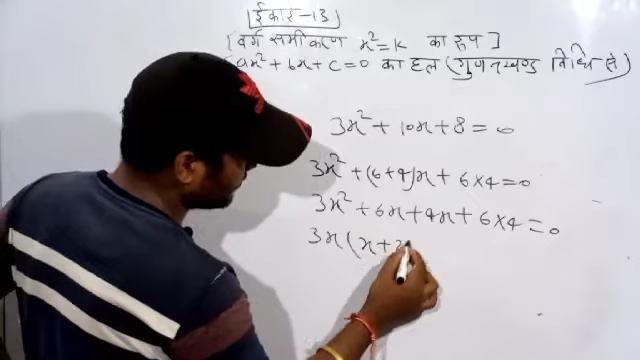 ईकाई-13
[वर्ग समीकरण x²=k का रूप]
ax²+bx+c=0 का हल (गुणनखण्ड विधि से)
3x²+10x+8=0
3x²+(6+4)x+6×4=0
3x²+6x+4x+6×4=0
3x(x+2